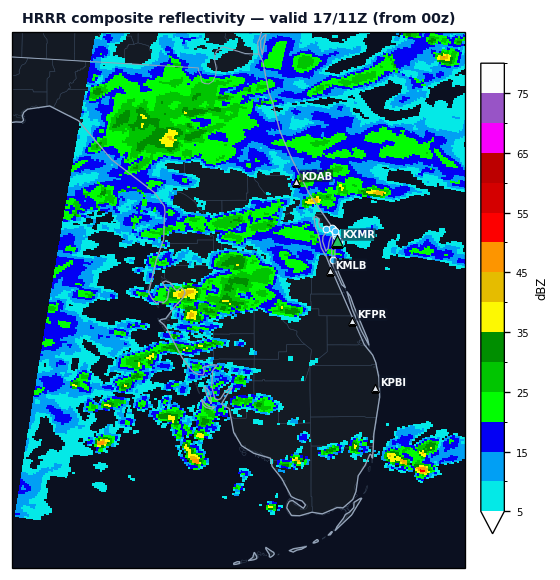 HRRR composite reflectivity — valid 17/11Z (from 00z)
KDAB
KXMR
KMLB
KFPR
KPBI
75
65
55
45
35
25
15
5
dBZ